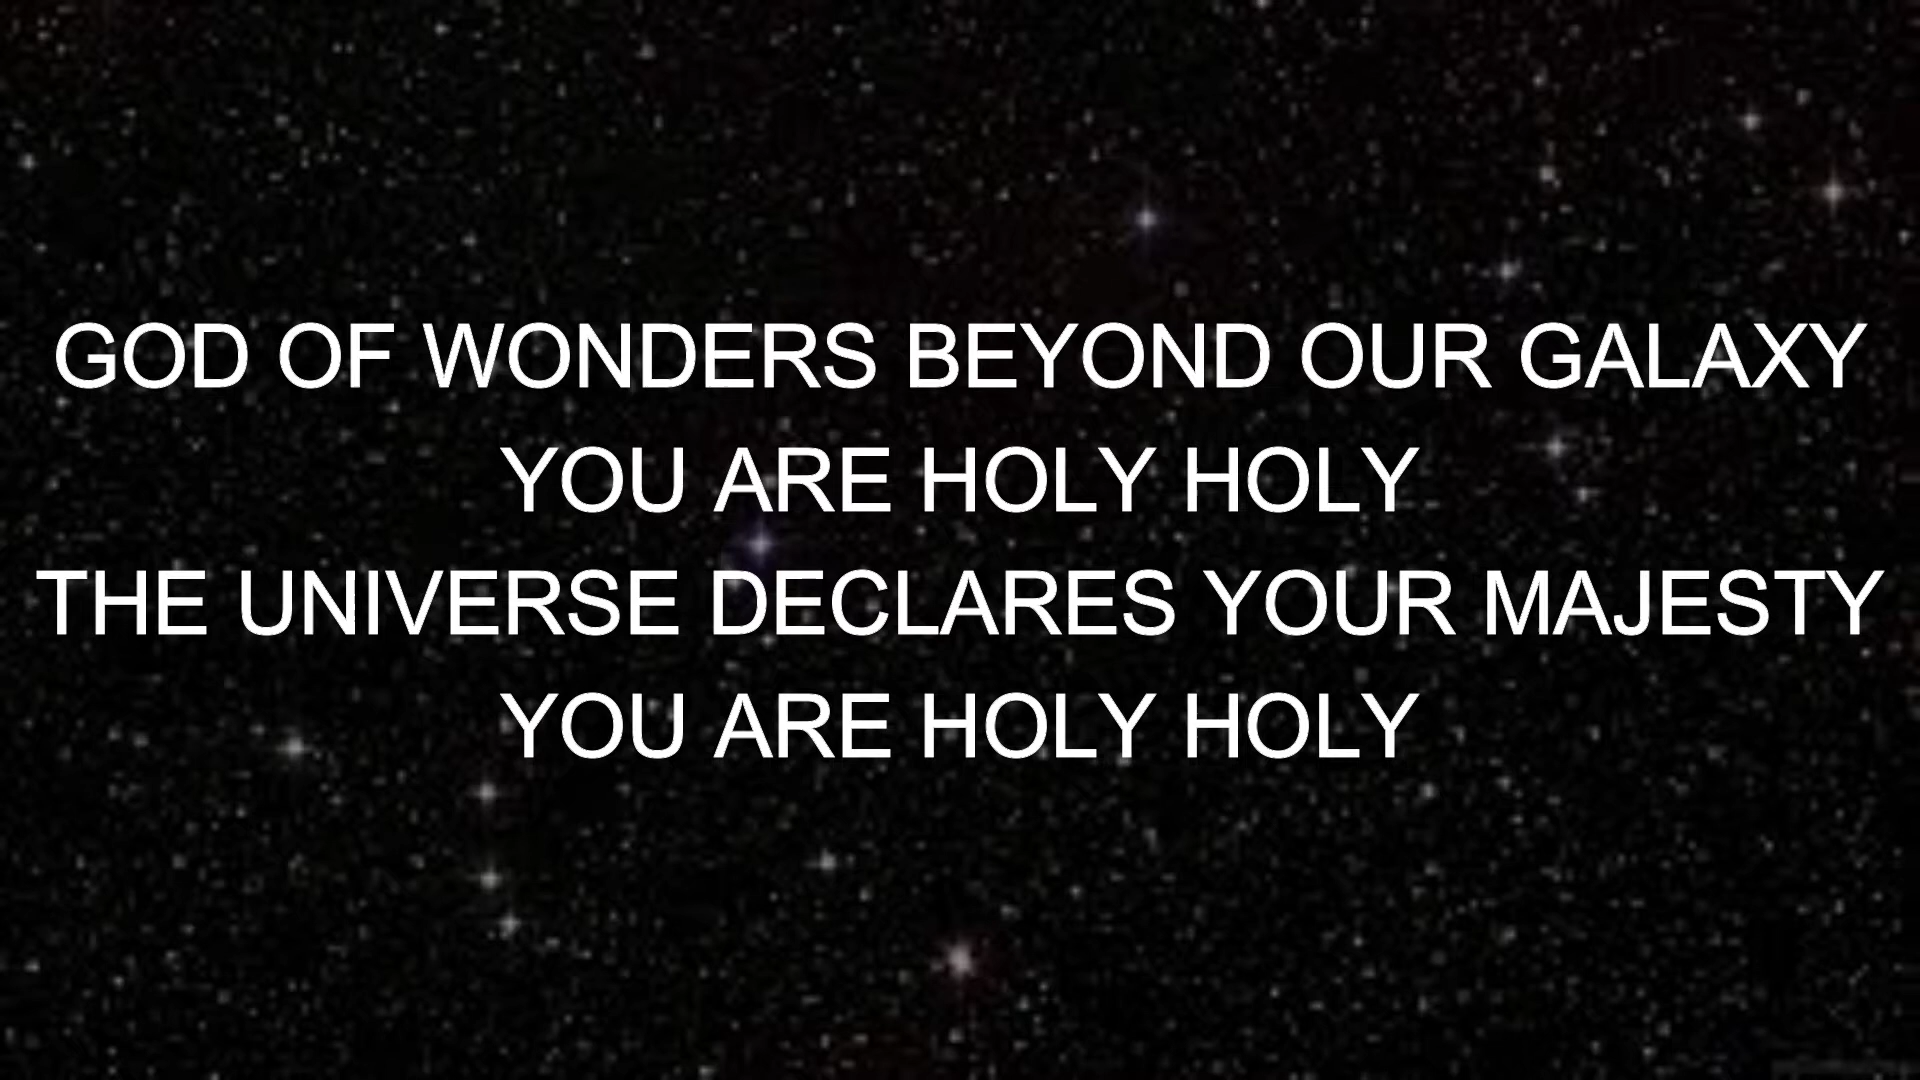 GOD OF WONDERS BEYOND OUR GALAXY
YOU ARE HOLY HOLY
THE UNIVERSE DECLARES YOUR MAJESTY
YOU ARE HOLY HOLY